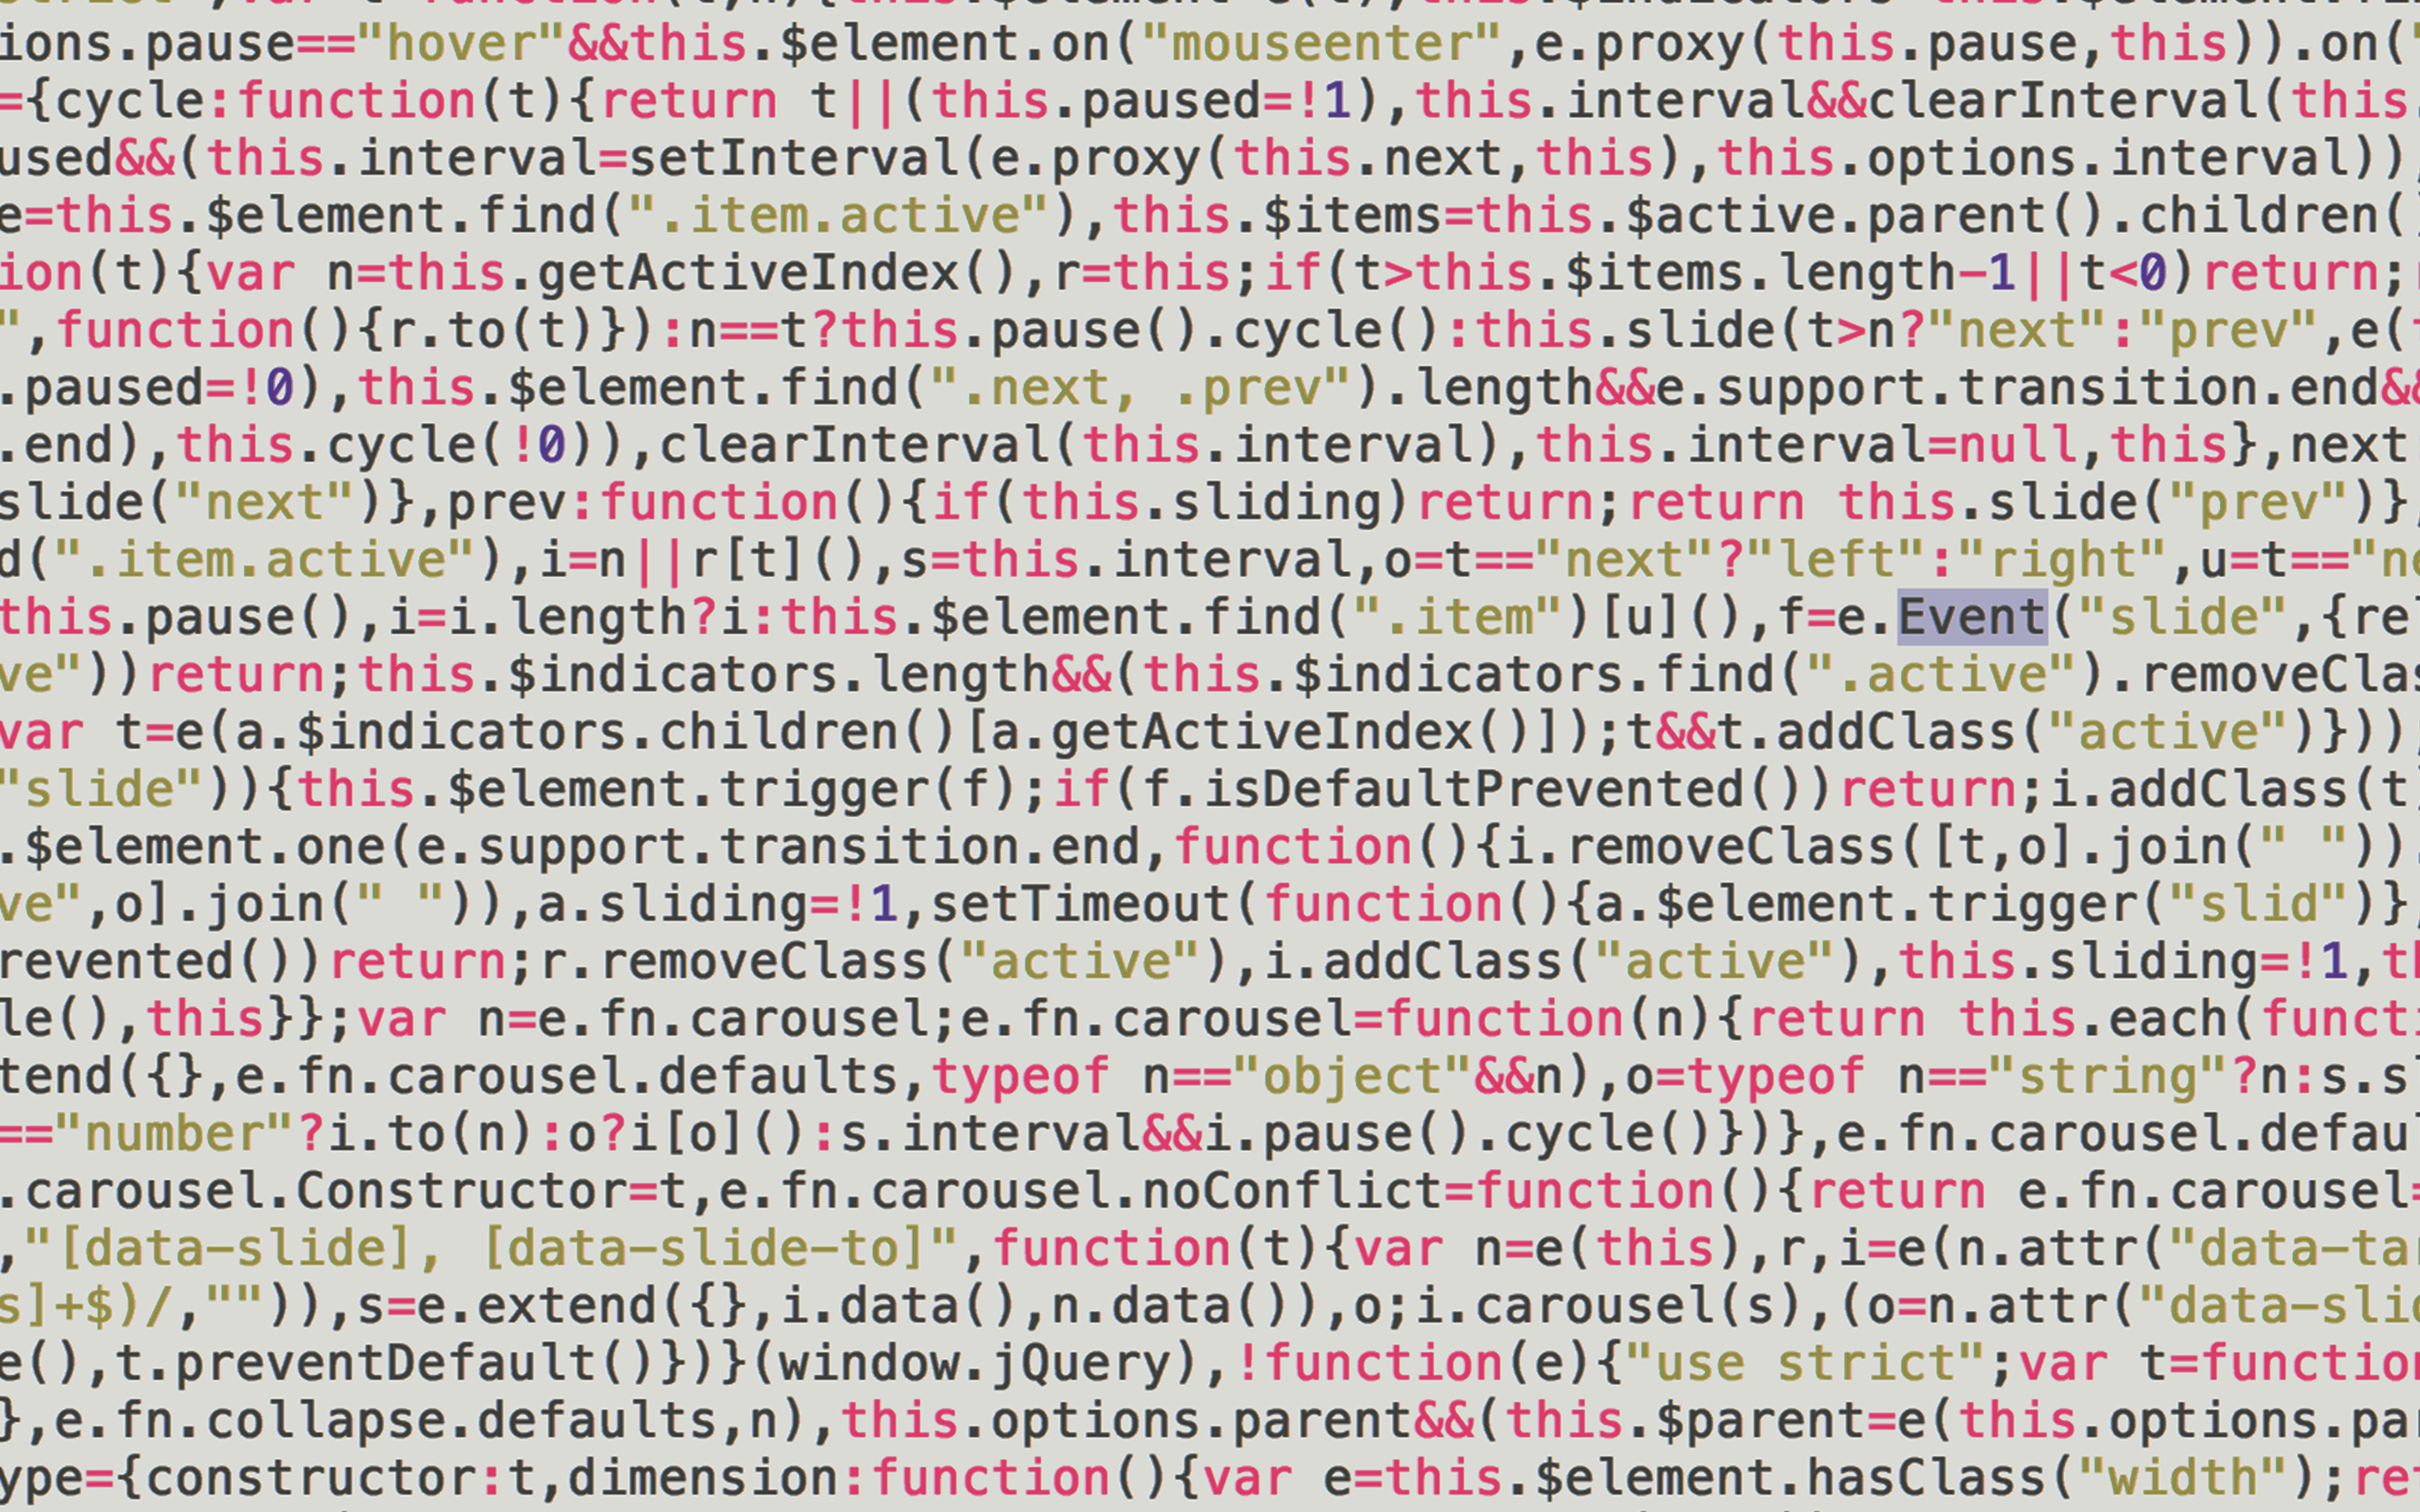 ions.pause=="hover"&&this.$element.on("mouseenter",e.proxy(this.pause,this)).on("
={cycle:function(t){return t||(this.paused=!1),this.interval&&clearInterval(this.
used&&(this.interval=setInterval(e.proxy(this.next,this),this.options.interval)),
e=this.$element.find(".item.active"),this.$items=this.$active.parent().children(
ion(t){var n=this.getActiveIndex(),r=this;if(t>this.$items.length-1||t<0)return;
",function(){r.to(t)}):n==t?this.pause().cycle():this.slide(t>n?"next":"prev",e(
.paused=!0),this.$element.find(".next, .prev").length&&e.support.transition.end&&
.end),this.cycle(!0)),clearInterval(this.interval),this.interval=null,this},next
slide("next")},prev:function(){if(this.sliding)return;return this.slide("prev")},
d(".item.active"),i=n||r[t](),s=this.interval,o=t=="next"?"left":"right",u=t=="ne
this.pause(),i=i.length?i:this.$element.find(".item")[u](),f=e.Event("slide",{rel
ve"))return;this.$indicators.length&&(this.$indicators.find(".active").removeClas
var t=e(a.$indicators.children()[a.getActiveIndex()]);t&&t.addClass("active")}));
"slide")){this.$element.trigger(f);if(f.isDefaultPrevented())return;i.addClass(t)
.$element.one(e.support.transition.end,function(){i.removeClass([t,o].join(" ")).
ve",o].join(" ")),a.sliding=!1,setTimeout(function(){a.$element.trigger("slid")},
revented())return;r.removeClass("active"),i.addClass("active"),this.sliding=!1,th
le(),this}};var n=e.fn.carousel;e.fn.carousel=function(n){return this.each(functi
tend({},e.fn.carousel.defaults,typeof n=="object"&&n),o=typeof n=="string"?n:s.sl
=="number"?i.to(n):o?i[o]():s.interval&&i.pause().cycle()})},e.fn.carousel.defaul
.carousel.Constructor=t,e.fn.carousel.noConflict=function(){return e.fn.carousel=
,"[data-slide], [data-slide-to]",function(t){var n=e(this),r,i=e(n.attr("data-tar
s]+$)/,"")),s=e.extend({},i.data(),n.data()),o;i.carousel(s),(o=n.attr("data-slid
e(),t.preventDefault()})}(window.jQuery),!function(e){"use strict";var t=function
},e.fn.collapse.defaults,n),this.options.parent&&(this.$parent=e(this.options.par
ype={constructor:t,dimension:function(){var e=this.$element.hasClass("width");ret